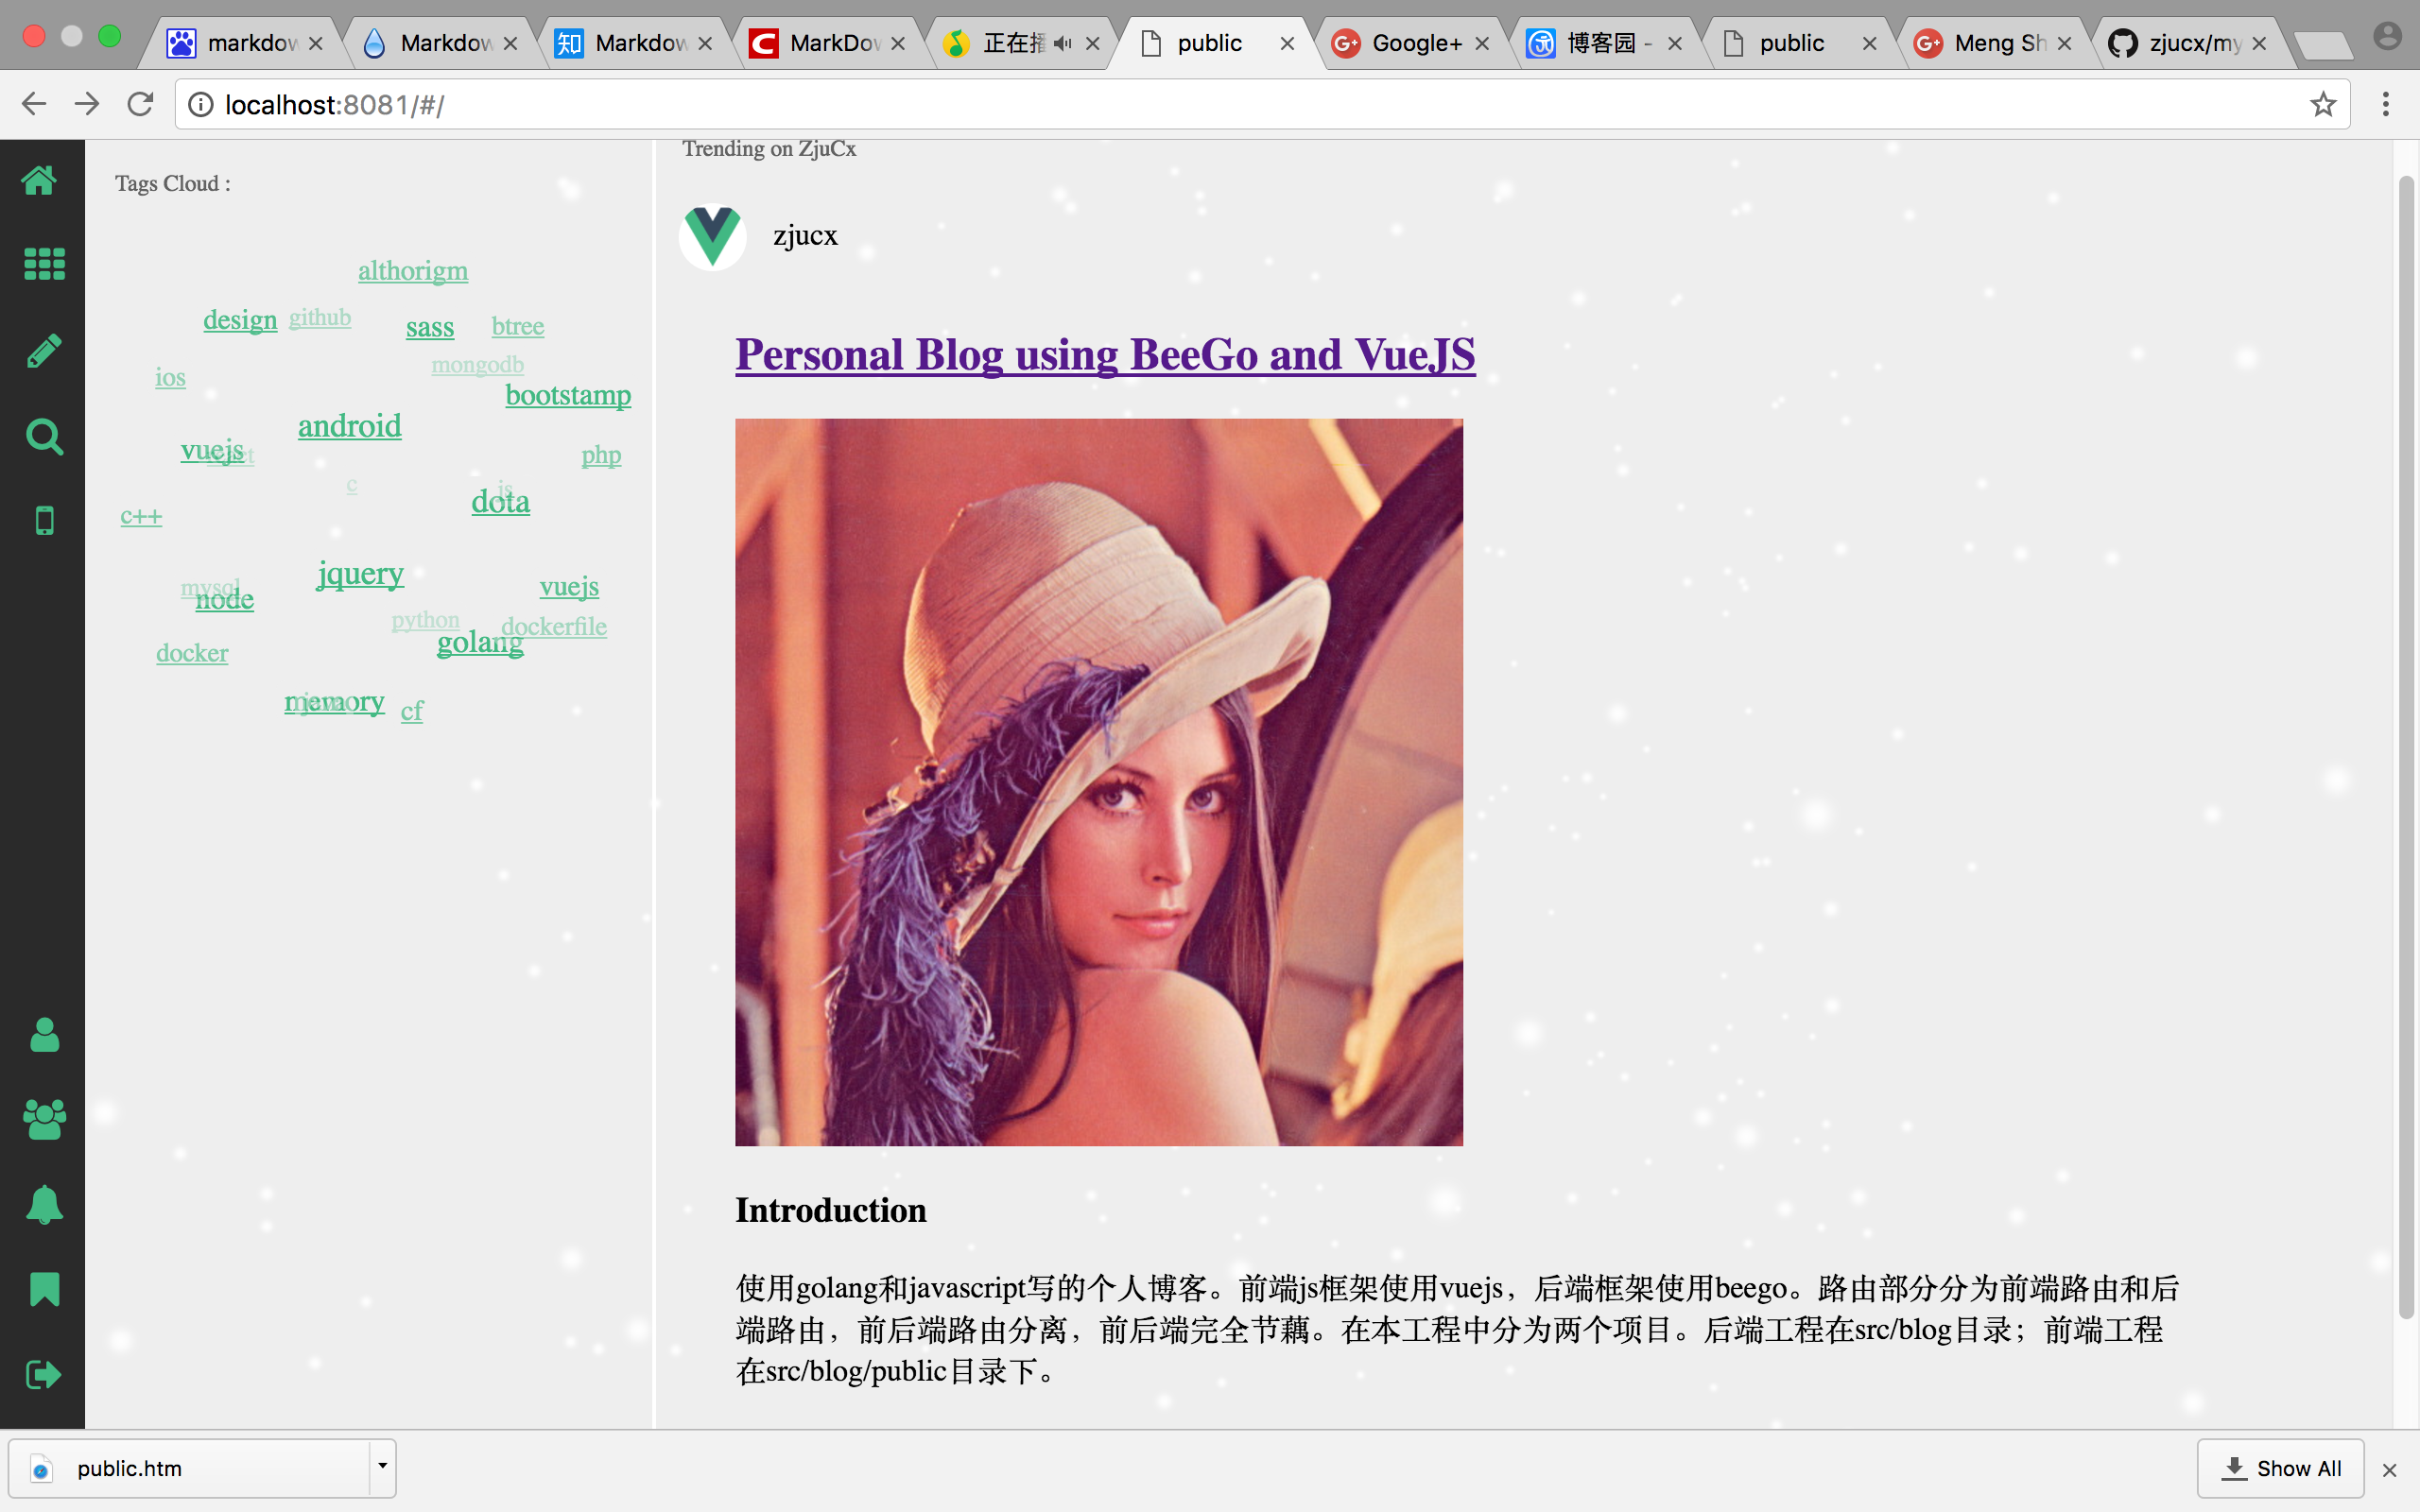 markdow
Markdow
知 Markdow
MarkDo
正在播
public
Google+
博客园 -
public
Meng Sh
zjucx/my
localhost:8081/#/
Trending on ZjuCx
Tags Cloud :
zjucx
althorigm
design
github
sass
btree
mongodb
ios
bootstamp
Personal Blog using BeeGo and VueJS
android
vuejs
php
c
js
dota
c++
jquery
mysql
node
vuejs
python
dockerfile
golang
docker
memory
cf
Introduction
使用golang和javascript写的个人博客。前端js框架使用vuejs，后端框架使用beego。路由部分分为前端路由和后
端路由，前后端路由分离，前后端完全节藕。在本工程中分为两个项目。后端工程在src/blog目录；前端工程
在src/blog/public目录下。
public.htm
Show All